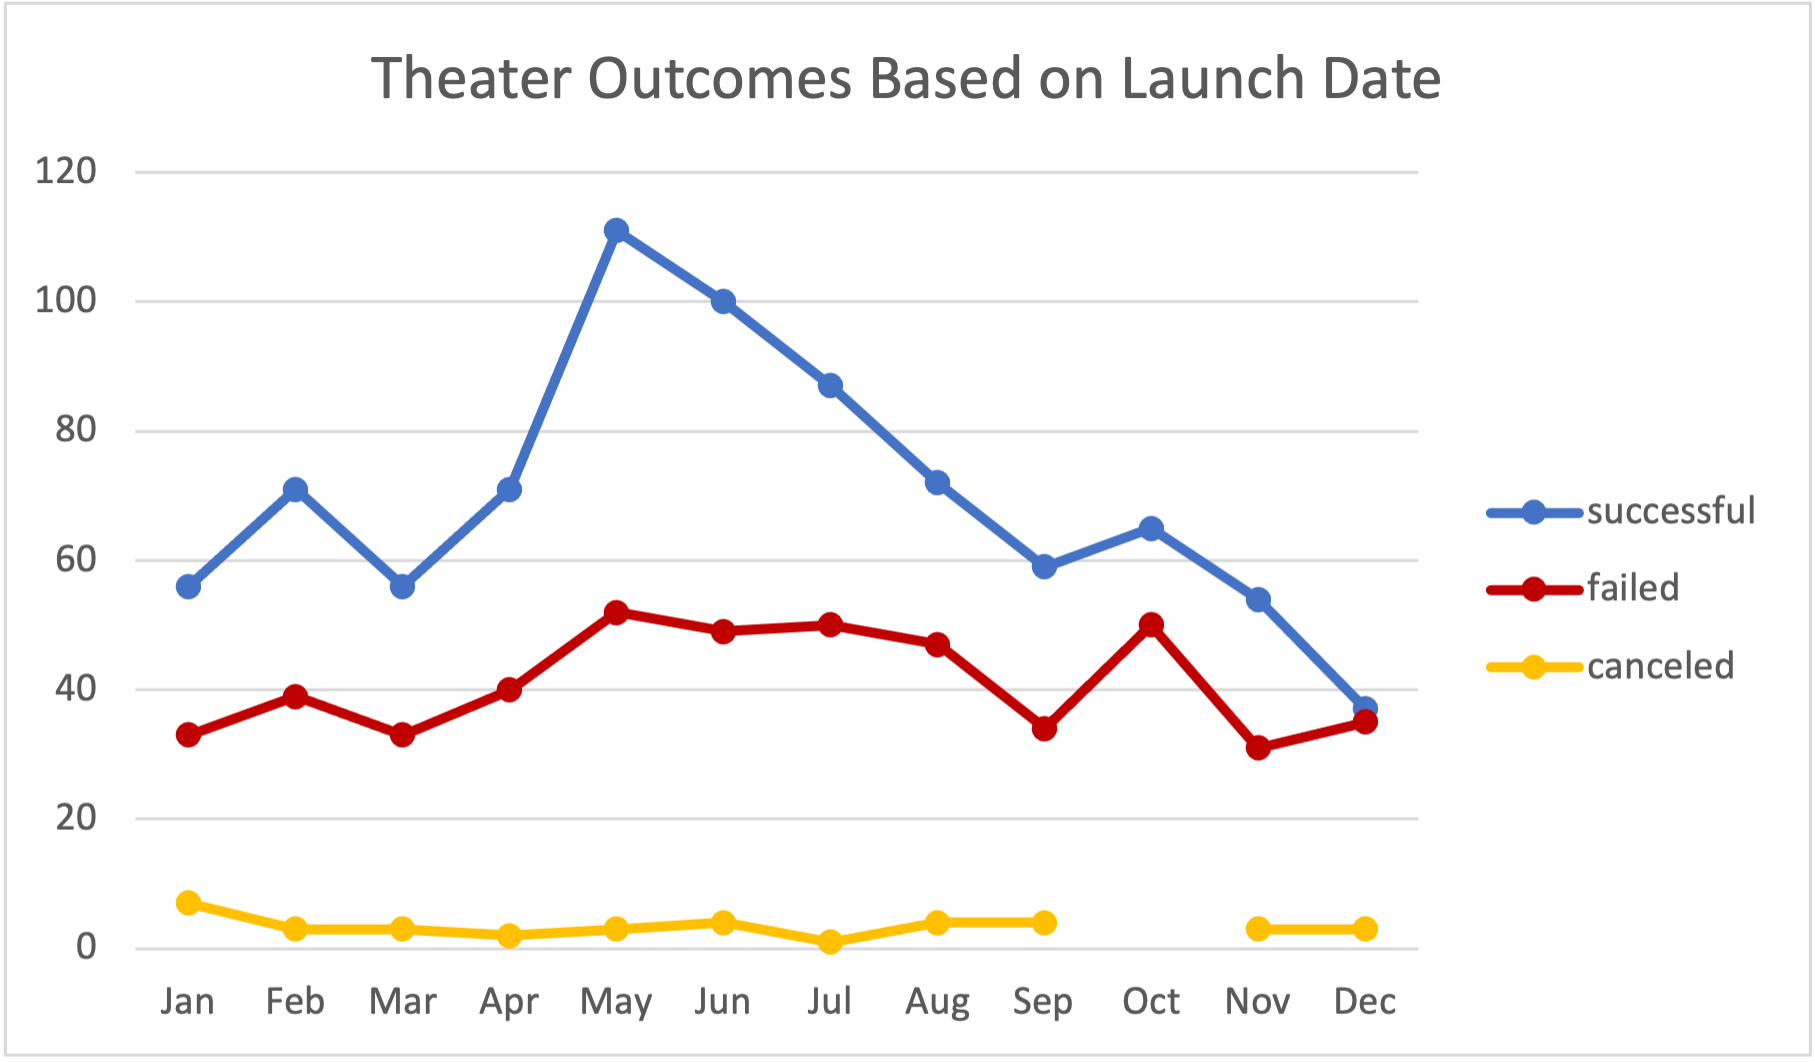 Theater Outcomes Based on Launch Date
120
100
80
60
40
20
0
Jan Feb Mar Apr May Jun Jul Aug Sep Oct Nov Dec
successful
failed
canceled